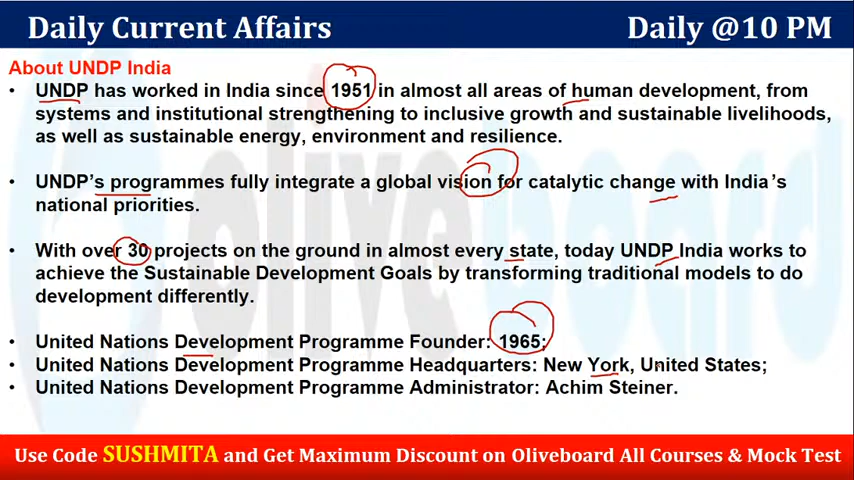 Daily Current Affairs Daily @10 PM
About UNDP India
• UNDP has worked in India since 1951 in almost all areas of human development, from
systems and institutional strengthening to inclusive growth and sustainable livelihoods,
as well as sustainable energy, environment and resilience.
• UNDP's programmes fully integrate a global vision for catalytic change with India's
national priorities.
• With over 30 projects on the ground in almost every state, today UNDP India works to
achieve the Sustainable Development Goals by transforming traditional models to do
development differently.
• United Nations Development Programme Founder: 1965;
• United Nations Development Programme Headquarters: New York, United States;
• United Nations Development Programme Administrator: Achim Steiner.
oliveboard
Use Code SUSHMITA and Get Maximum Discount on Oliveboard All Courses & Mock Test